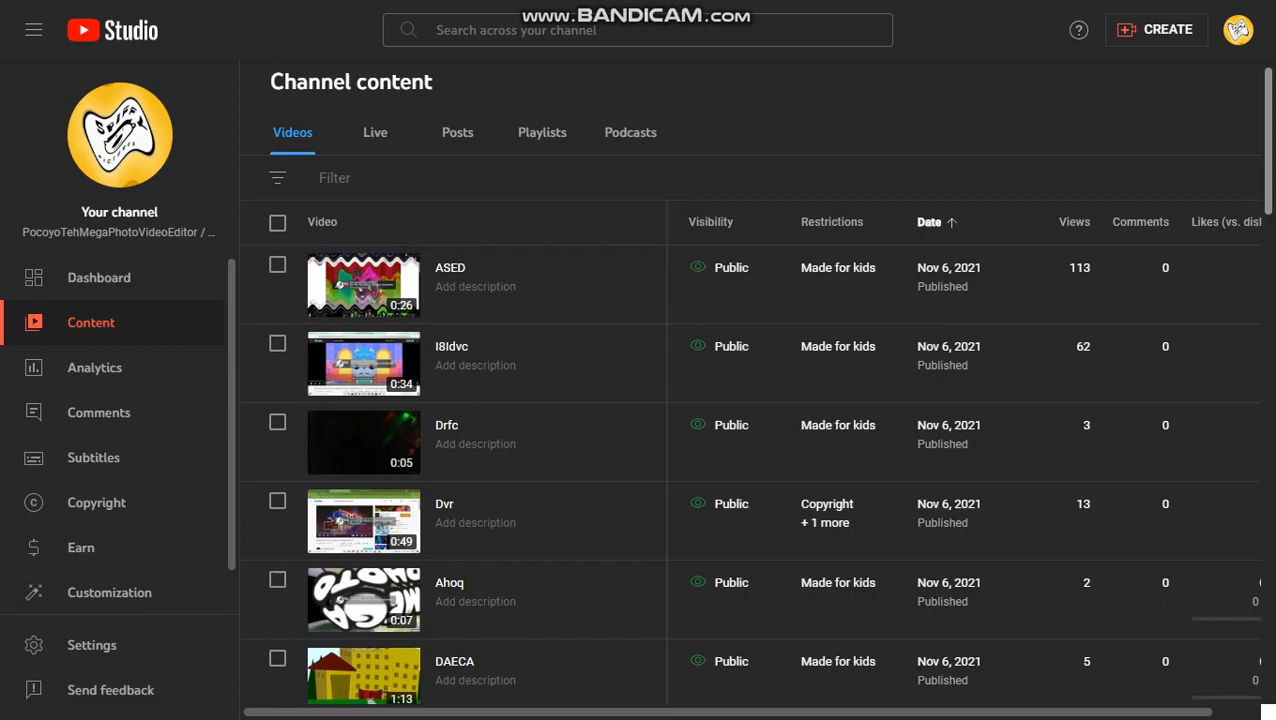 www.BANDICAM.com
Studio
Search across your channel
CREATE
Your channel
PocoyoTehMegaPhotoVideoEditor / ...
Dashboard
Content
Analytics
Comments
Subtitles
Copyright
Earn
Customization
Settings
Send feedback
Channel content
Videos Live Posts Playlists Podcasts
Filter
Video Visibility Restrictions Date Views Comments Likes (vs. disl
ASED Public Made for kids Nov 6, 2021 113 0
Add description Published
0:26
I8Idvc Public Made for kids Nov 6, 2021 62 0
Add description Published
0:34
Drfc Public Made for kids Nov 6, 2021 3 0
Add description Published
0:05
Dvr Public Copyright Nov 6, 2021 13 0
Add description + 1 more Published
0:49
Ahoq Public Made for kids Nov 6, 2021 2 0
Add description Published 0
0:07
DAECA Public Made for kids Nov 6, 2021 5 0
Add description Published 0
1:13